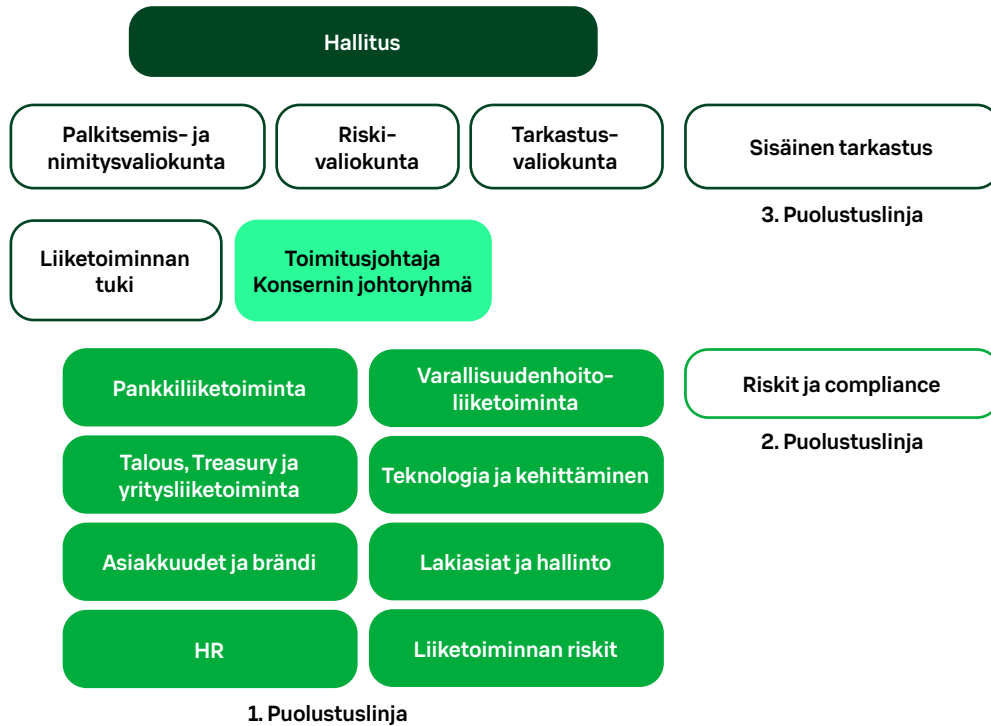 Hallitus
Palkitsemis- ja
nimitysvaliokunta
Riski-
valiokunta
Tarkastus-
valiokunta
Sisäinen tarkastus
3. Puolustuslinja
Liiketoiminnan
tuki
Toimitusjohtaja
Konsernin johtoryhmä
Pankkiliiketoiminta
Varallisuudenhoito-
liiketoiminta
Riskit ja compliance
2. Puolustuslinja
Talous, Treasury ja
yritysliiketoiminta
Teknologia ja kehittäminen
Asiakkuudet ja brändi
Lakiasiat ja hallinto
HR
Liiketoiminnan riskit
1. Puolustuslinja